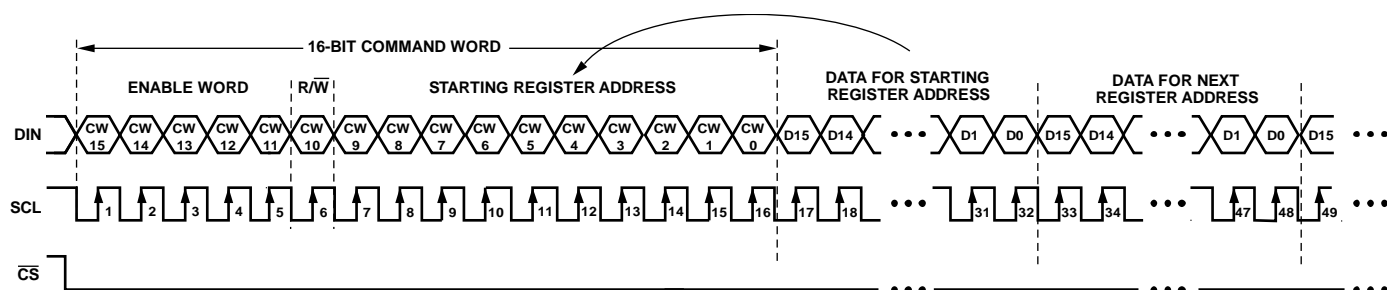 16-BIT COMMAND WORD
ENABLE WORD R/W̅ STARTING REGISTER ADDRESS
DATA FOR STARTING
REGISTER ADDRESS
DATA FOR NEXT
REGISTER ADDRESS
DIN CW 15 CW 14 CW 13 CW 12 CW 11 CW 10 CW 9 CW 8 CW 7 CW 6 CW 5 CW 4 CW 3 CW 2 CW 1 CW 0 D15 D14 ••• D1 D0 D15 D14 ••• D1 D0 D15 •••
SCL 1 2 3 4 5 6 7 8 9 10 11 12 13 14 15 16 17 18 ••• 31 32 33 34 ••• 47 48 49 •••
C̅S̅ ••• ••• •••